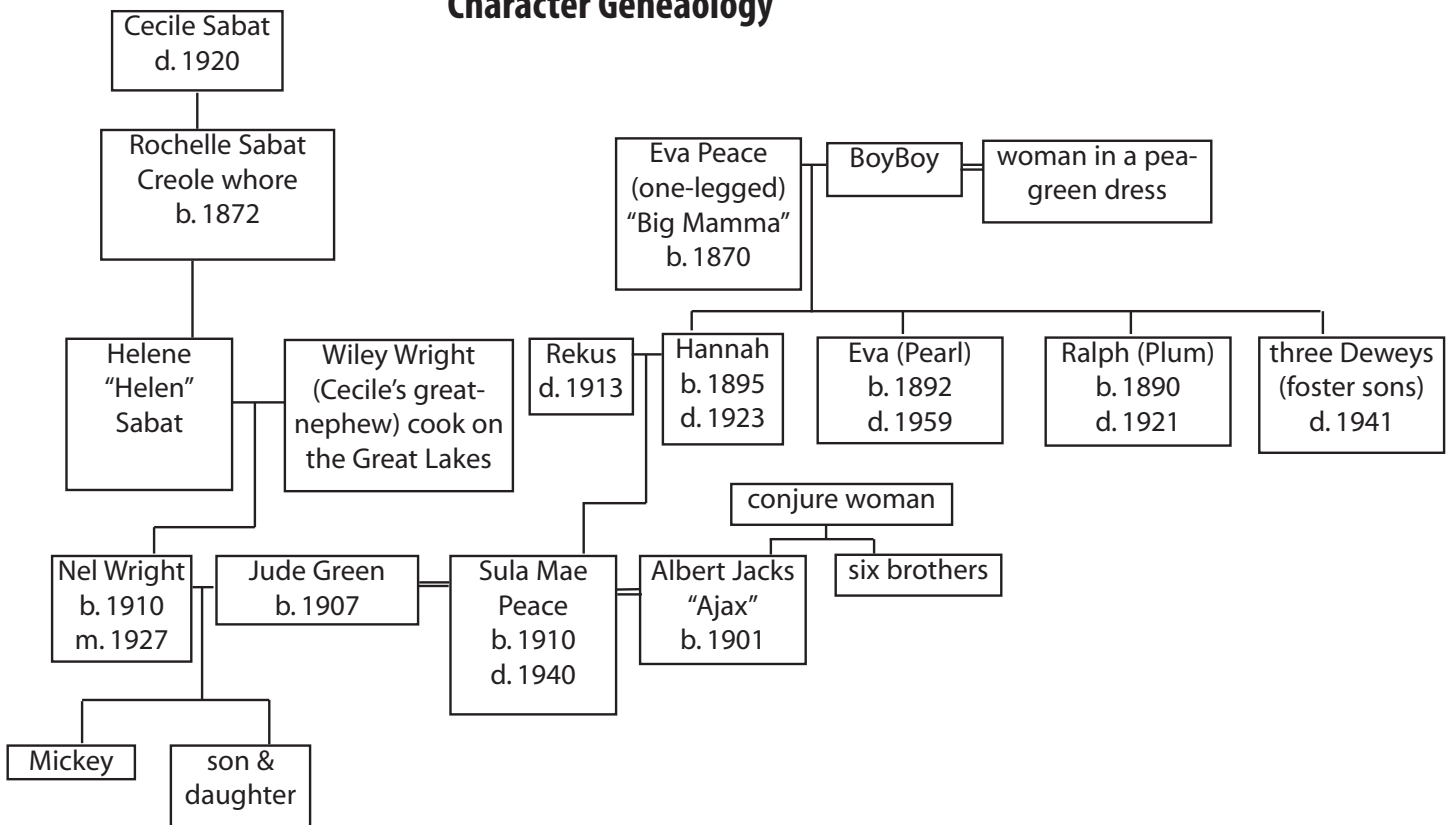 Character Geneaology
Cecile Sabat
d. 1920
Rochelle Sabat
Creole whore
b. 1872
Eva Peace
(one-legged)
“Big Mamma”
b. 1870
BoyBoy
woman in a pea-
green dress
Helene
“Helen”
Sabat
Wiley Wright
(Cecile’s great-
nephew) cook on
the Great Lakes
Rekus
d. 1913
Hannah
b. 1895
d. 1923
Eva (Pearl)
b. 1892
d. 1959
Ralph (Plum)
b. 1890
d. 1921
three Deweys
(foster sons)
d. 1941
conjure woman
Nel Wright
b. 1910
m. 1927
Jude Green
b. 1907
Sula Mae
Peace
b. 1910
d. 1940
Albert Jacks
“Ajax”
b. 1901
six brothers
Mickey
son &
daughter